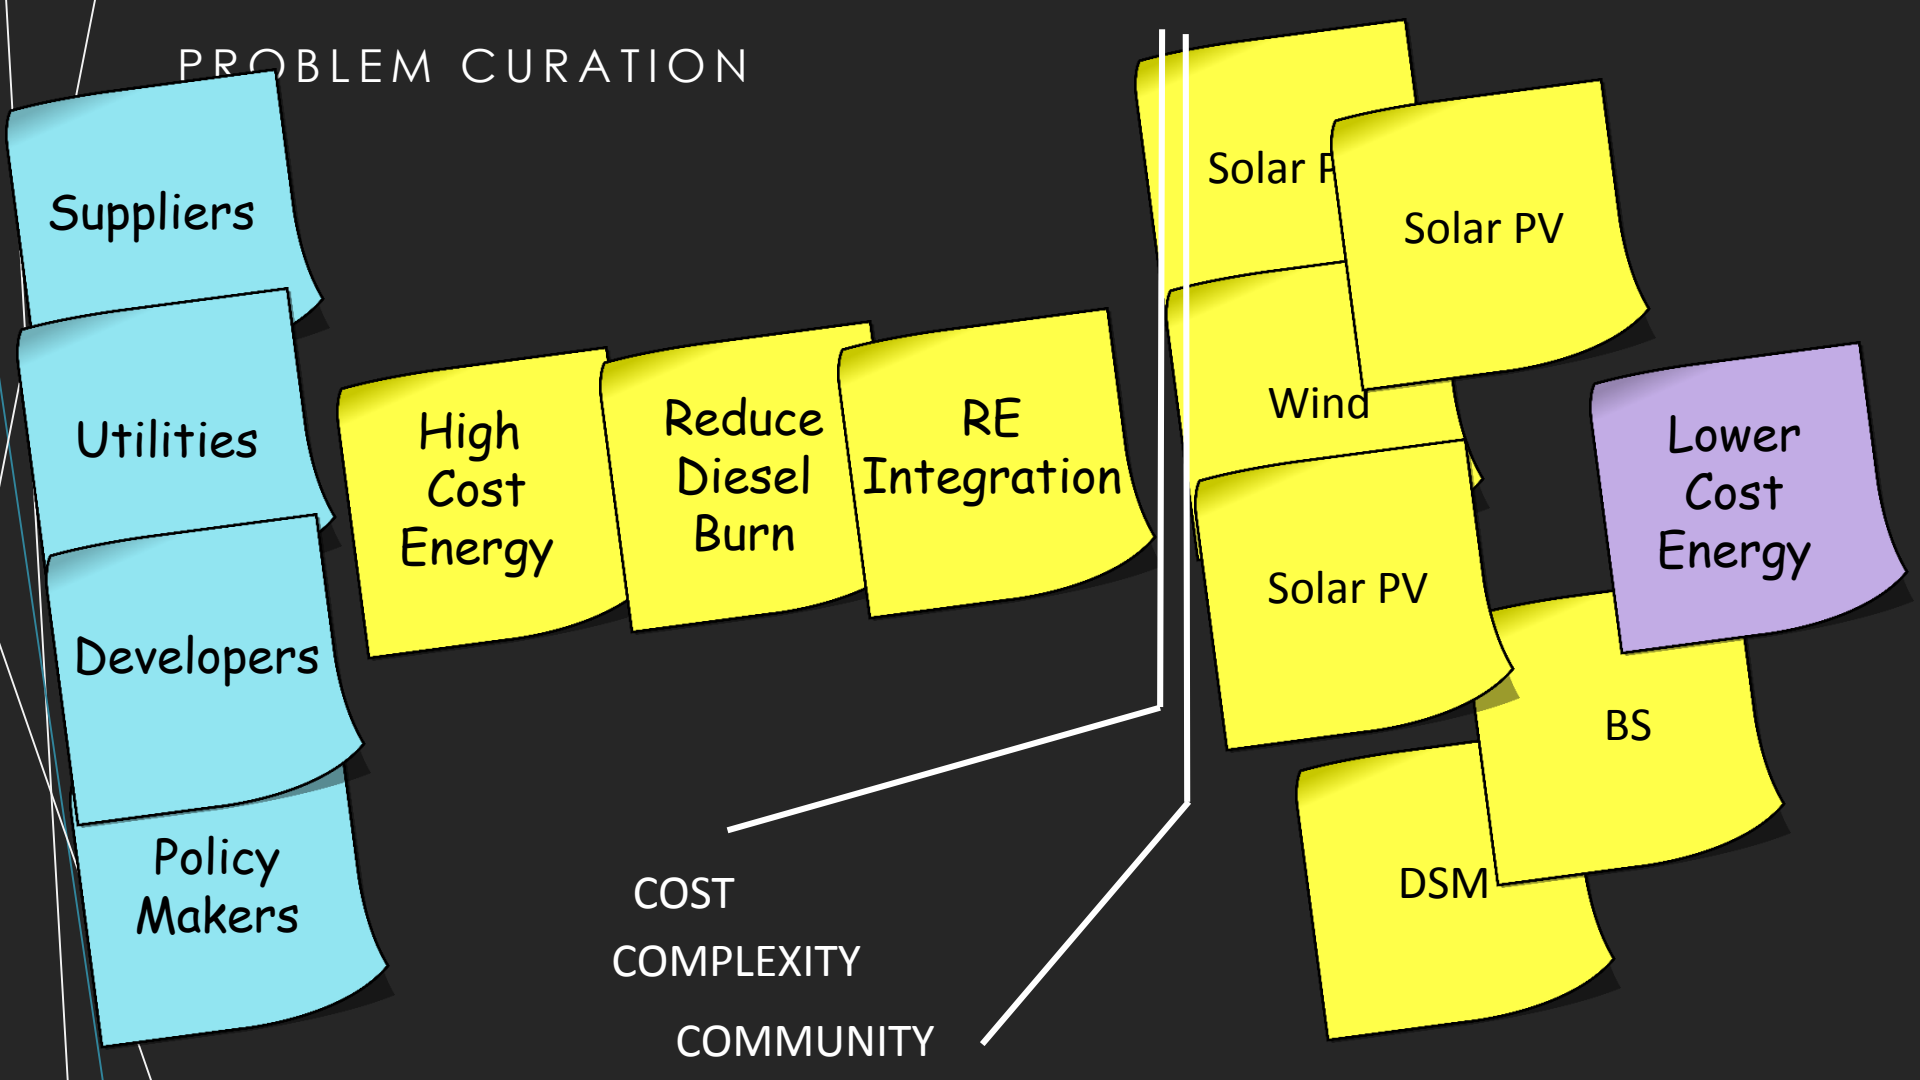 PROBLEM CURATION
Suppliers
Utilities
Developers
Policy
Makers
High
Cost
Energy
Reduce
Diesel
Burn
RE
Integration
COST
COMPLEXITY
COMMUNITY
Solar P
Solar PV
Wind
Solar PV
BS
DSM
Lower
Cost
Energy